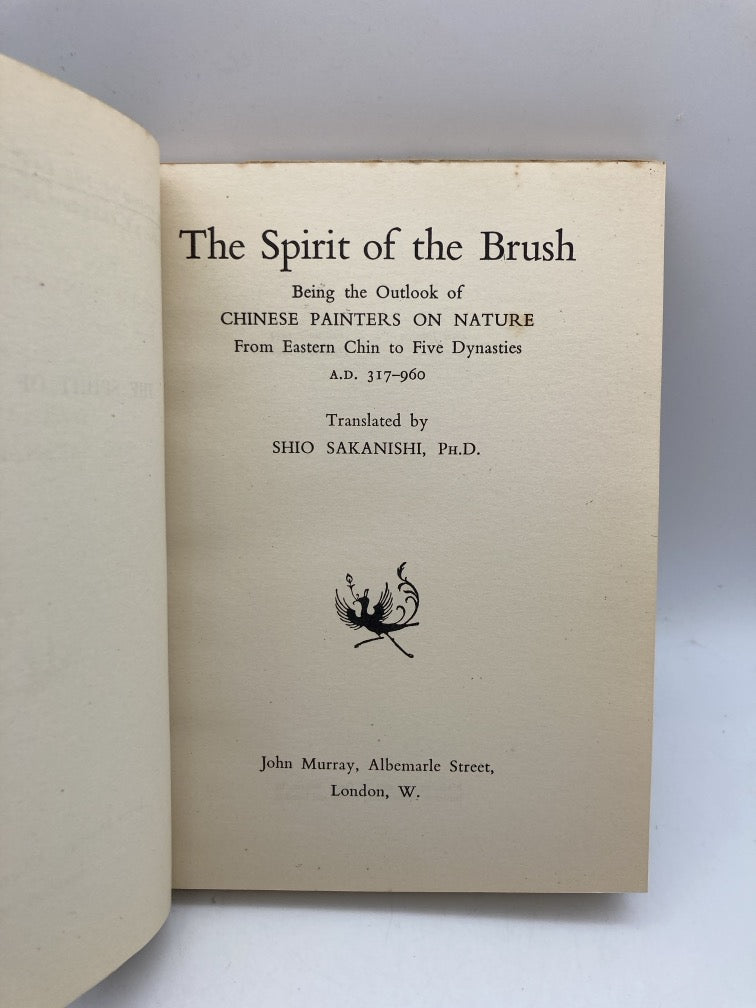 The Spirit of the Brush
Being the Outlook of
CHINESE PAINTERS ON NATURE
From Eastern Chin to Five Dynasties
A.D. 317–960
Translated by
SHIO SAKANISHI, PH.D.
John Murray, Albemarle Street,
London, W.